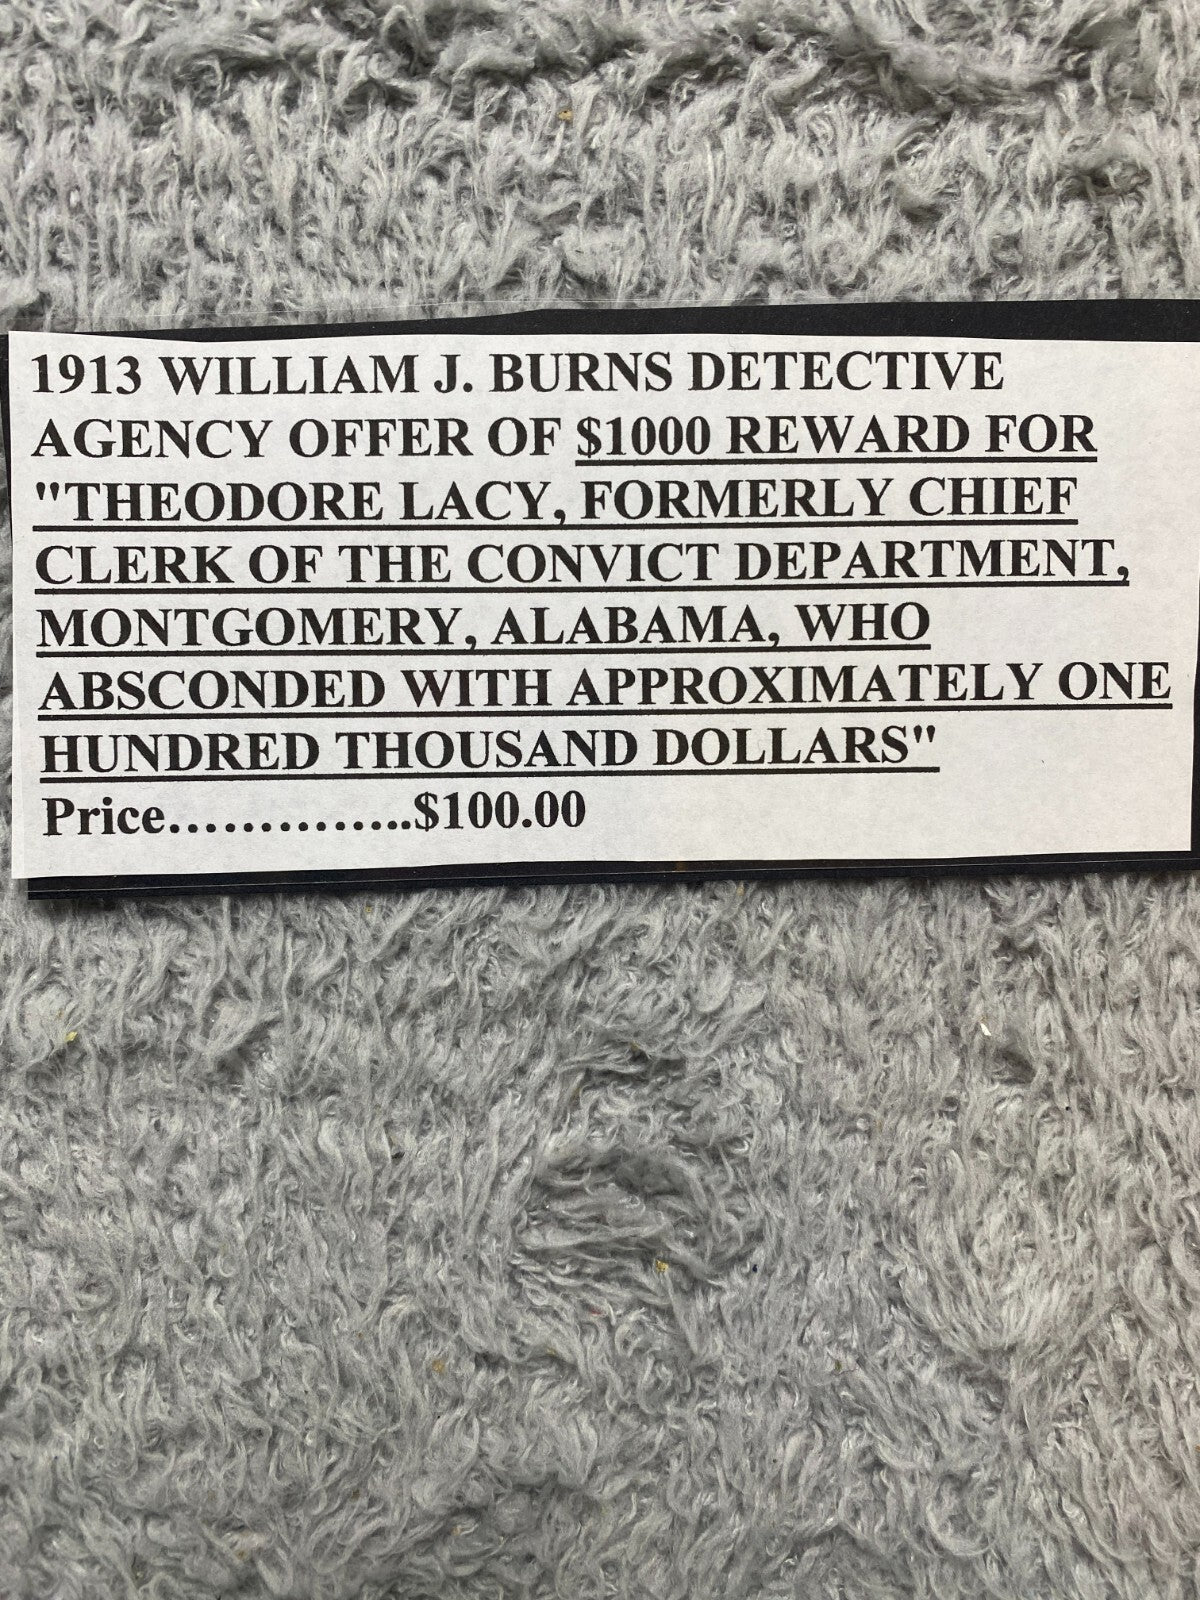 1913 WILLIAM J. BURNS DETECTIVE
AGENCY OFFER OF $1000 REWARD FOR
"THEODORE LACY, FORMERLY CHIEF
CLERK OF THE CONVICT DEPARTMENT,
MONTGOMERY, ALABAMA, WHO
ABSCONDED WITH APPROXIMATELY ONE
HUNDRED THOUSAND DOLLARS"
Price…………..$100.00